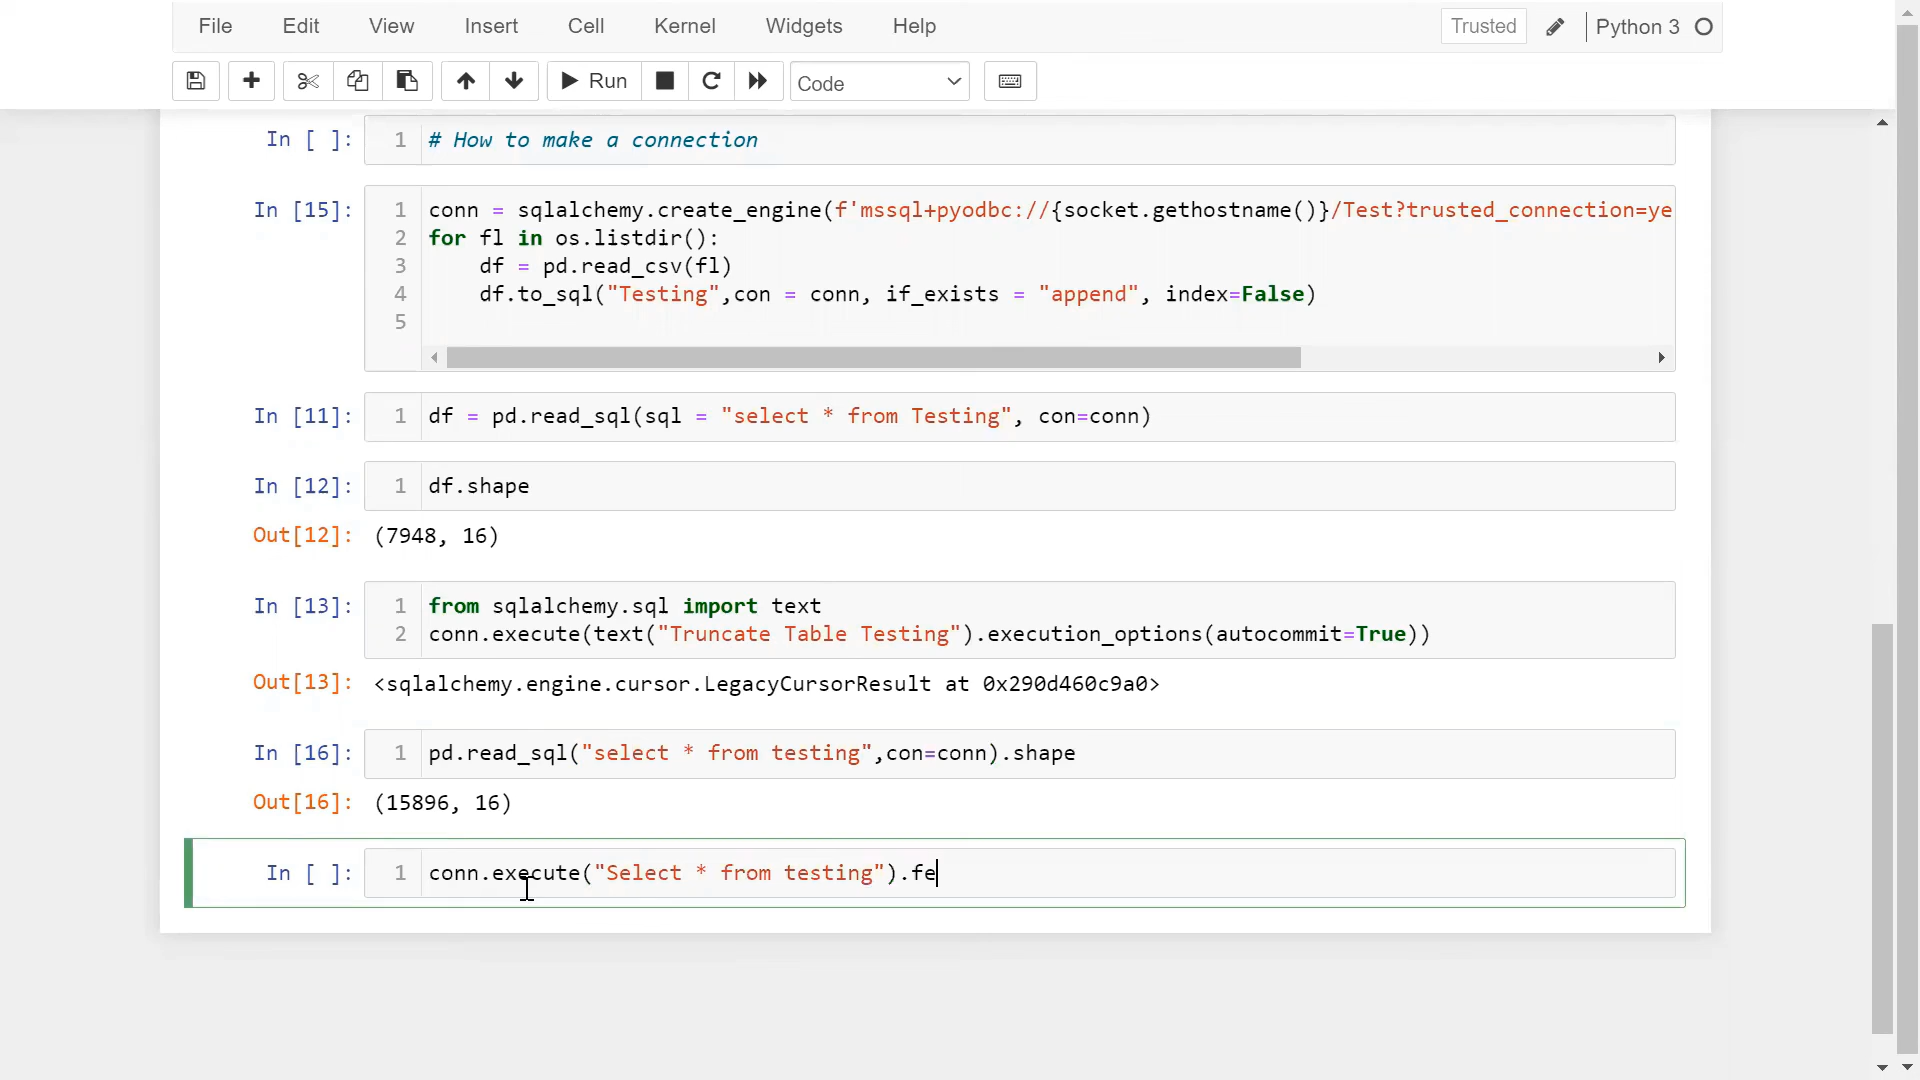 File Edit View Insert Cell Kernel Widgets Help Trusted Python 3
Run Code
In [ ]: 1 # How to make a connection
In [15]: 1 conn = sqlalchemy.create_engine(f'mssql+pyodbc://{socket.gethostname()}/Test?trusted_connection=ye
2 for fl in os.listdir():
3     df = pd.read_csv(fl)
4     df.to_sql("Testing",con = conn, if_exists = "append", index=False)
5
In [11]: 1 df = pd.read_sql(sql = "select * from Testing", con=conn)
In [12]: 1 df.shape
Out[12]: (7948, 16)
In [13]: 1 from sqlalchemy.sql import text
2 conn.execute(text("Truncate Table Testing").execution_options(autocommit=True))
Out[13]: <sqlalchemy.engine.cursor.LegacyCursorResult at 0x290d460c9a0>
In [16]: 1 pd.read_sql("select * from testing",con=conn).shape
Out[16]: (15896, 16)
In [ ]: 1 conn.execute("Select * from testing").fe